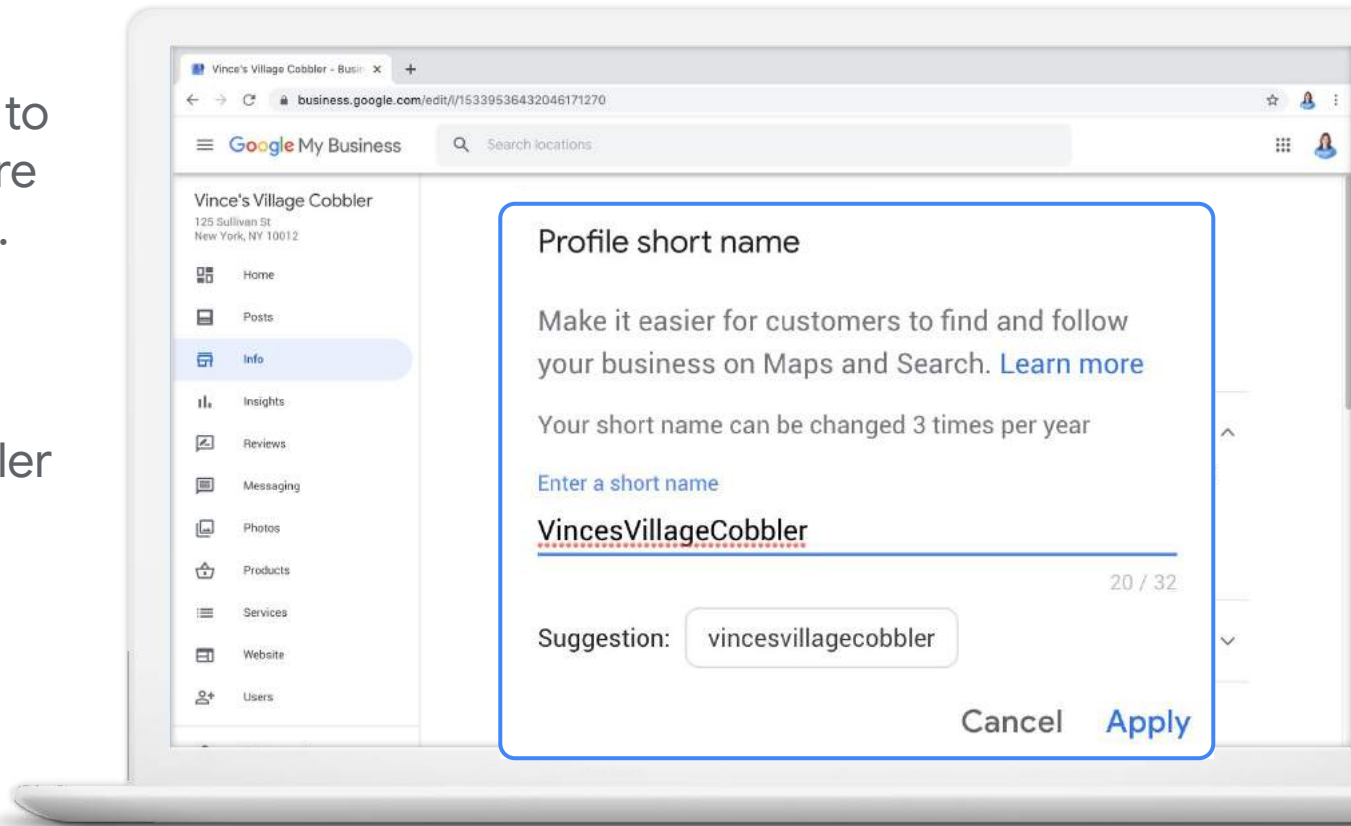 to
re
.
ler
Vince's Village Cobbler - Busin
business.google.com/edit/l/15339536432046171270
Google My Business
Search locations
Vince's Village Cobbler
125 Sullivan St
New York, NY 10012
Home
Posts
Info
Insights
Reviews
Messaging
Photos
Products
Services
Website
Users
Profile short name
Make it easier for customers to find and follow
your business on Maps and Search. Learn more
Your short name can be changed 3 times per year
Enter a short name
VincesVillageCobbler
20 / 32
Suggestion: vincesvillagecobbler
Cancel Apply